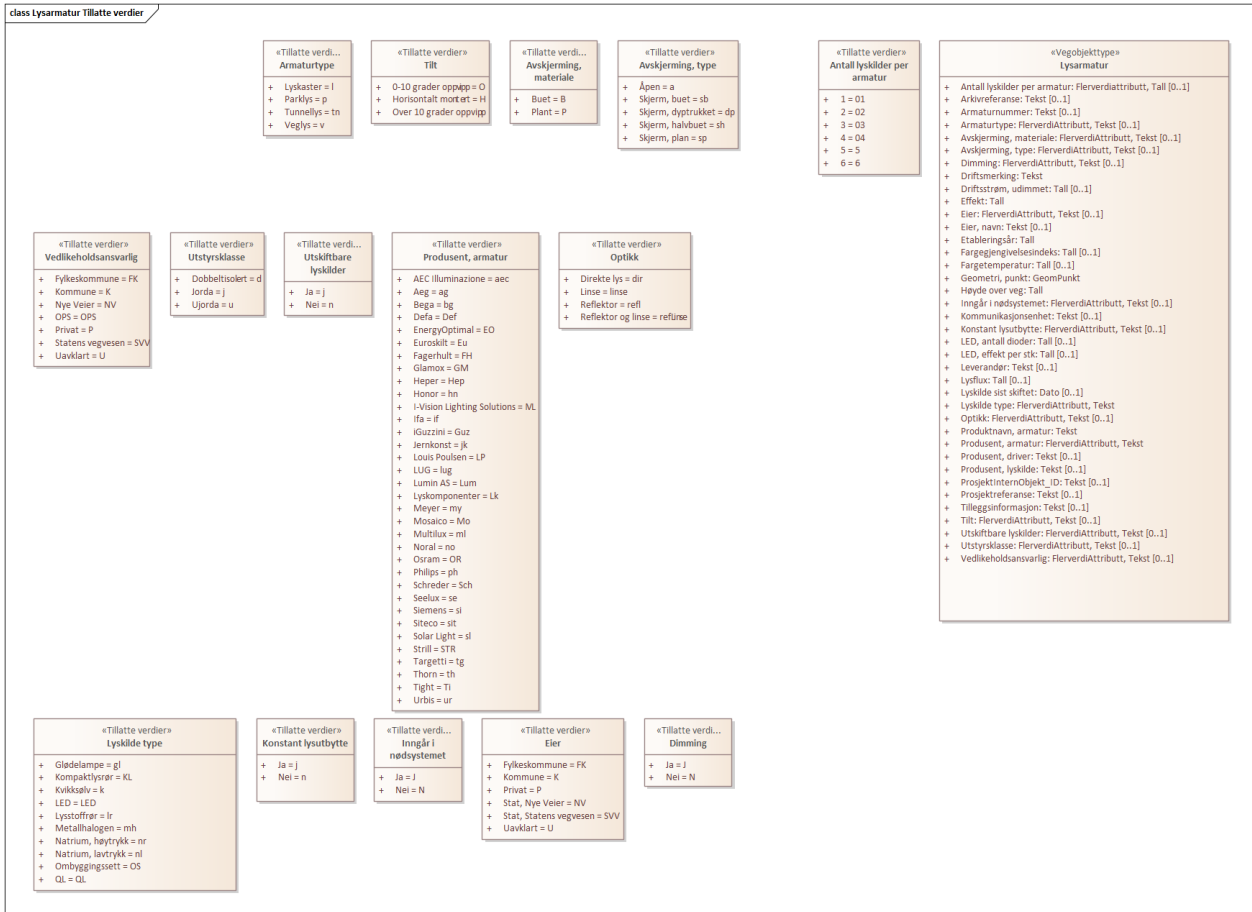 class Lysarmatur Tillatte verdier
«Tillatte verdi...
Armaturtype
+ Lyskaster = l
+ Parklys = p
+ Tunnellys = tn
+ Veglys = v
«Tillatte verdier»
Tilt
+ 0-10 grader oppvipp = O
+ Horisontalt montert = H
+ Over 10 grader oppvipp
«Tillatte verdi...
Avskjerming,
materiale
+ Buet = B
+ Plant = P
«Tillatte verdier»
Avskjerming, type
+ Åpen = a
+ Skjerm, buet = sb
+ Skjerm, dyptrukket = dp
+ Skjerm, halvbuet = sh
+ Skjerm, plan = sp
«Tillatte verdier»
Antall lyskilder per
armatur
+ 1 = 01
+ 2 = 02
+ 3 = 03
+ 4 = 04
+ 5 = 5
+ 6 = 6
«Vegobjekttype»
Lysarmatur
+ Antall lyskilder per armatur: FlerverdiAttributt, Tall [0..1]
+ Arkivreferanse: Tekst [0..1]
+ Armaturnummer: Tekst [0..1]
+ Armaturtype: FlerverdiAttributt, Tekst [0..1]
+ Avskjerming, materiale: FlerverdiAttributt, Tekst [0..1]
+ Avskjerming, type: FlerverdiAttributt, Tekst [0..1]
+ Dimming: FlerverdiAttributt, Tekst [0..1]
+ Driftsmerking: Tekst
+ Driftsstrøm, udimmet: Tall [0..1]
+ Effekt: Tall
+ Eier: FlerverdiAttributt, Tekst [0..1]
+ Eier, navn: Tekst [0..1]
+ Etableringsår: Tall
+ Fargegjengivelsesindeks: Tall [0..1]
+ Fargetemperatur: Tall [0..1]
+ Geometri, punkt: GeomPunkt
+ Høyde over veg: Tall
+ Inngår i nødsystemet: FlerverdiAttributt, Tekst [0..1]
+ Kommunikasjonsenhet: Tekst [0..1]
+ Konstant lysutbytte: FlerverdiAttributt, Tekst [0..1]
+ LED, antall dioder: Tall [0..1]
+ LED, effekt per stk: Tall [0..1]
+ Leverandør: Tekst [0..1]
+ Lysflux: Tall [0..1]
+ Lyskilde sist skiftet: Dato [0..1]
+ Lyskilde type: FlerverdiAttributt, Tekst
+ Optikk: FlerverdiAttributt, Tekst [0..1]
+ Produktnavn, armatur: Tekst
+ Produsent, armatur: FlerverdiAttributt, Tekst
+ Produsent, driver: Tekst [0..1]
+ Produsent, lyskilde: Tekst [0..1]
+ ProsjektInternObjekt_ID: Tekst [0..1]
+ Prosjektreferanse: Tekst [0..1]
+ Tilleggsinformasjon: Tekst [0..1]
+ Tilt: FlerverdiAttributt, Tekst [0..1]
+ Utskiftbare lyskilder: FlerverdiAttributt, Tekst [0..1]
+ Utstyrsklasse: FlerverdiAttributt, Tekst [0..1]
+ Vedlikeholdsansvarlig: FlerverdiAttributt, Tekst [0..1]
«Tillatte verdier»
Vedlikeholdsansvarlig
+ Fylkeskommune = FK
+ Kommune = K
+ Nye Veier = NV
+ OPS = OPS
+ Privat = P
+ Statens vegvesen = SVV
+ Uavklart = U
«Tillatte verdier»
Utstyrsklasse
+ Dobbeltisolert = d
+ Jorda = j
+ Ujorda = u
«Tillatte verdi...
Utskiftbare
lyskilder
+ Ja = j
+ Nei = n
«Tillatte verdier»
Produsent, armatur
+ AEC Illuminazione = aec
+ Aeg = ag
+ Bega = bg
+ Defa = Def
+ EnergyOptimal = EO
+ Euroskilt = Eu
+ Fagerhult = FH
+ Glamox = GM
+ Heper = Hep
+ Honor = hn
+ I-Vision Lighting Solutions = IVL
+ Ifa = if
+ iGuzzini = Guz
+ Jernkonst = jk
+ Louis Poulsen = LP
+ LUG = lug
+ Lumin AS = Lum
+ Lyskomponenter = Lk
+ Meyer = my
+ Mosaico = Mo
+ Multilux = ml
+ Noral = no
+ Osram = OR
+ Philips = ph
+ Schreder = Sch
+ Seelux = se
+ Siemens = si
+ Siteco = sit
+ Solar Light = sl
+ Strill = STR
+ Targetti = tg
+ Thorn = th
+ Tight = Ti
+ Urbis = ur
«Tillatte verdier»
Optikk
+ Direkte lys = dir
+ Linse = linse
+ Reflektor = refl
+ Reflektor og linse =
«Tillatte verdier»
Lyskilde type
+ Glødelampe = gl
+ Kompaktlysrør = KL
+ Kvikksølv = k
+ LED = LED
+ Lysstoffrør = lr
+ Metallhalogen = mh
+ Natrium, høytrykk = nr
+ Natrium, lavtrykk = nl
+ Ombyggingssett = OS
+ QL = QL
«Tillatte verdier»
Konstant lysutbytte
+ Ja = j
+ Nei = n
«Tillatte verdi...
Inngår i
nødsystemet
+ Ja = J
+ Nei = N
«Tillatte verdier»
Eier
+ Fylkeskommune = FK
+ Kommune = K
+ Privat = P
+ Stat, Nye Veier = NV
+ Stat, Statens vegvesen = SVV
+ Uavklart = U
«Tillatte verdi...
Dimming
+ Ja = J
+ Nei = N